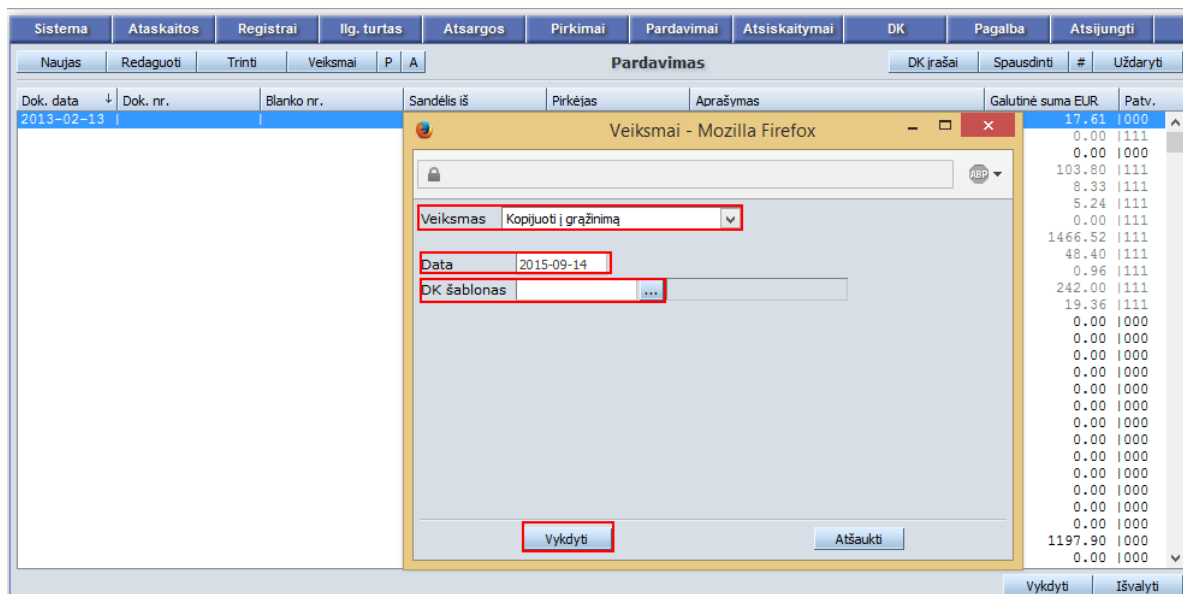 Sistema Ataskaitos Registrai Ilg. turtas Atsargos Pirkimai Pardavimai Atsiskaitymai DK Pagalba Atsijungti
Naujas Redaguoti Trinti Veiksmai P A Pardavimas DK įrašai Spausdinti # Uždaryti
Dok. data ↓ Dok. nr. Blanko nr. Sandėlis iš Pirkėjas Aprašymas Galutinė suma EUR Patv.
2013-02-13 | | 17.61 |000
0.00 |111
0.00 |000
103.80 |111
8.33 |111
5.24 |111
0.00 |111
1466.52 |111
48.40 |111
0.96 |111
242.00 |111
19.36 |111
0.00 |000
0.00 |000
0.00 |000
0.00 |000
0.00 |000
0.00 |000
0.00 |000
0.00 |000
0.00 |000
0.00 |000
0.00 |000
0.00 |000
0.00 |000
1197.90 |000
0.00 |000
Veiksmai - Mozilla Firefox
ABP
Veiksmas Kopijuoti į grąžinimą
Data 2015-09-14
DK šablonas ...
Vykdyti Atšaukti
Vykdyti Išvalyti